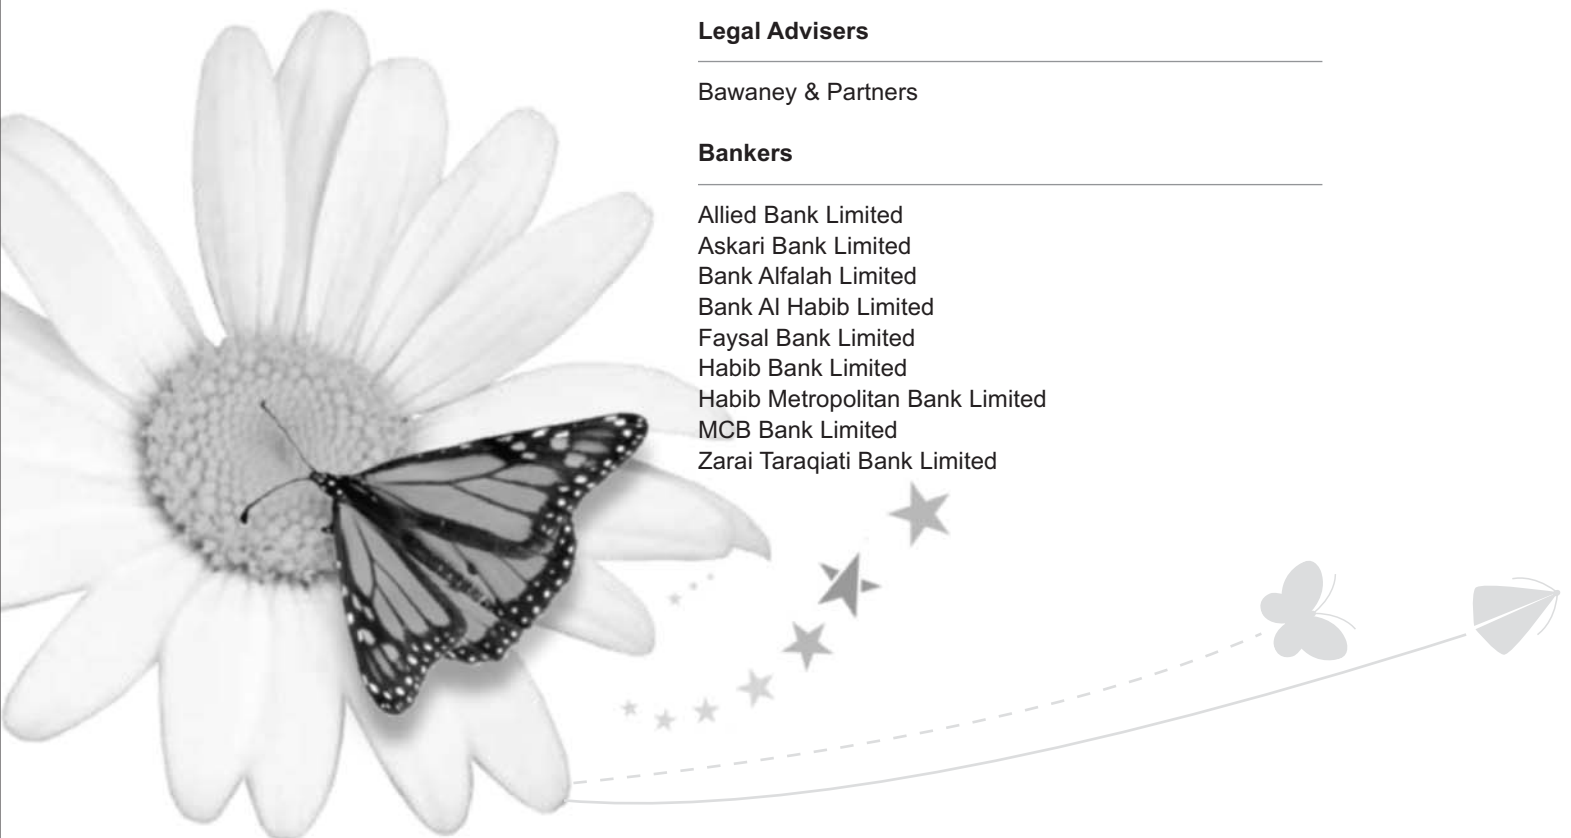 Legal Advisers
Bawaney & Partners
Bankers
Allied Bank Limited
Askari Bank Limited
Bank Alfalah Limited
Bank Al Habib Limited
Faysal Bank Limited
Habib Bank Limited
Habib Metropolitan Bank Limited
MCB Bank Limited
Zarai Taraqiati Bank Limited